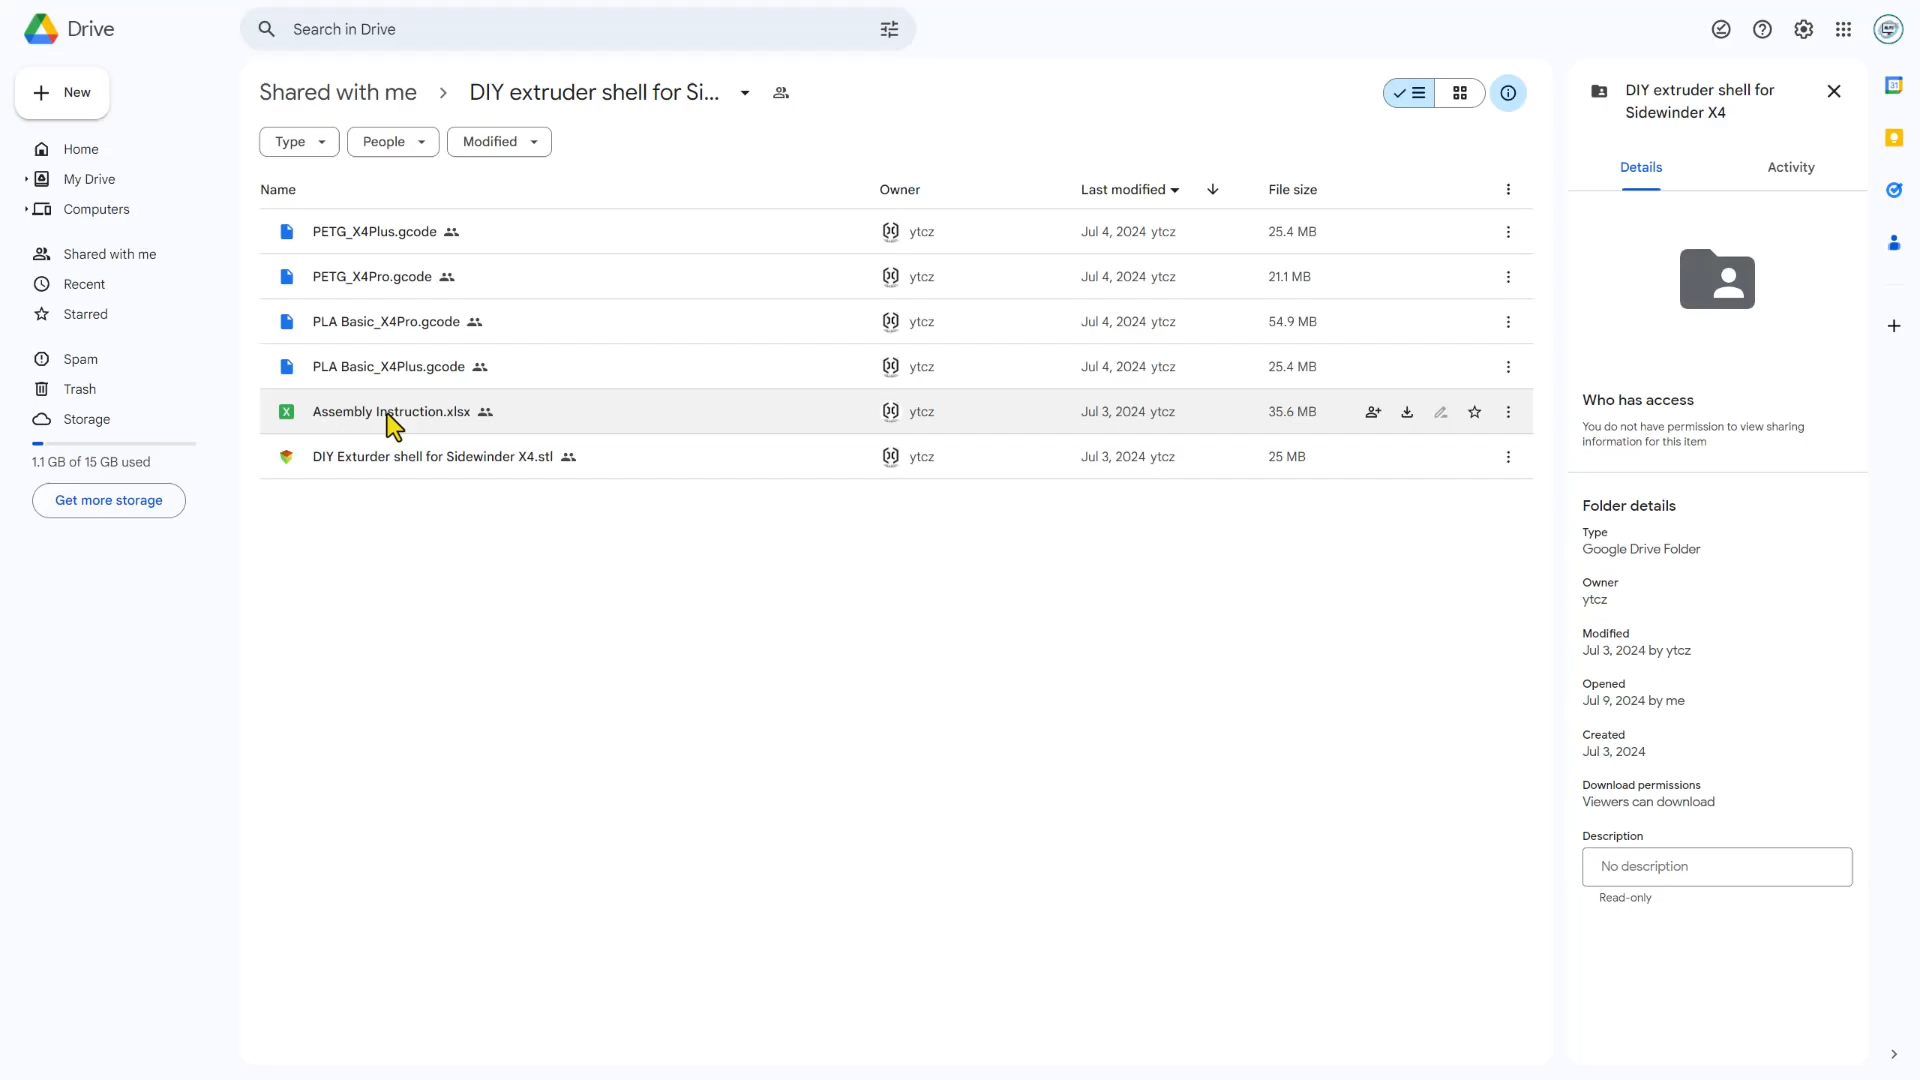 Drive
Search in Drive
New
Home
My Drive
Computers
Shared with me
Recent
Starred
Spam
Trash
Storage
1.1 GB of 15 GB used
Get more storage
Shared with me
DIY extruder shell for Si...
Type
People
Modified
Name
Owner
Last modified
File size
PETG_X4Plus.gcode
ytcz
Jul 4, 2024 ytcz
25.4 MB
PETG_X4Pro.gcode
ytcz
Jul 4, 2024 ytcz
21.1 MB
PLA Basic_X4Pro.gcode
ytcz
Jul 4, 2024 ytcz
54.9 MB
PLA Basic_X4Plus.gcode
ytcz
Jul 4, 2024 ytcz
25.4 MB
X
Assembly Instruction.xlsx
ytcz
Jul 3, 2024 ytcz
35.6 MB
DIY Exturder shell for Sidewinder X4.stl
ytcz
Jul 3, 2024 ytcz
25 MB
DIY extruder shell for
Sidewinder X4
Details
Activity
Who has access
You do not have permission to view sharing
information for this item
Folder details
Type
Google Drive Folder
Owner
ytcz
Modified
Jul 3, 2024 by ytcz
Opened
Jul 9, 2024 by me
Created
Jul 3, 2024
Download permissions
Viewers can download
Description
No description
Read-only
31